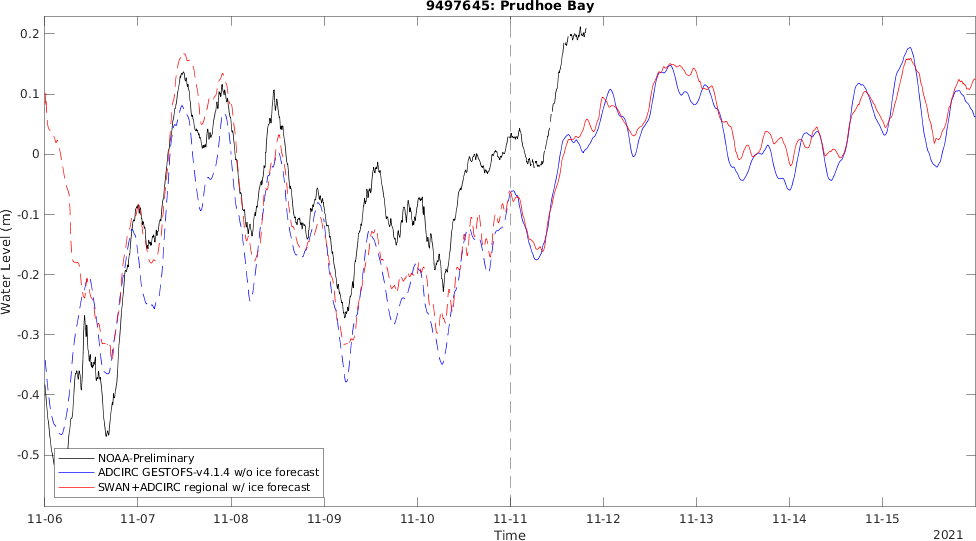 9497645: Prudhoe Bay
0.2
0.1
0
-0.1
-0.2
-0.3
-0.4
-0.5
Water Level (m)
NOAA-Preliminary
ADCIRC GESTOFS-v4.1.4 w/o ice forecast
SWAN+ADCIRC regional w/ ice forecast
11-06 11-07 11-08 11-09 11-10 11-11 11-12 11-13 11-14 11-15
Time
2021